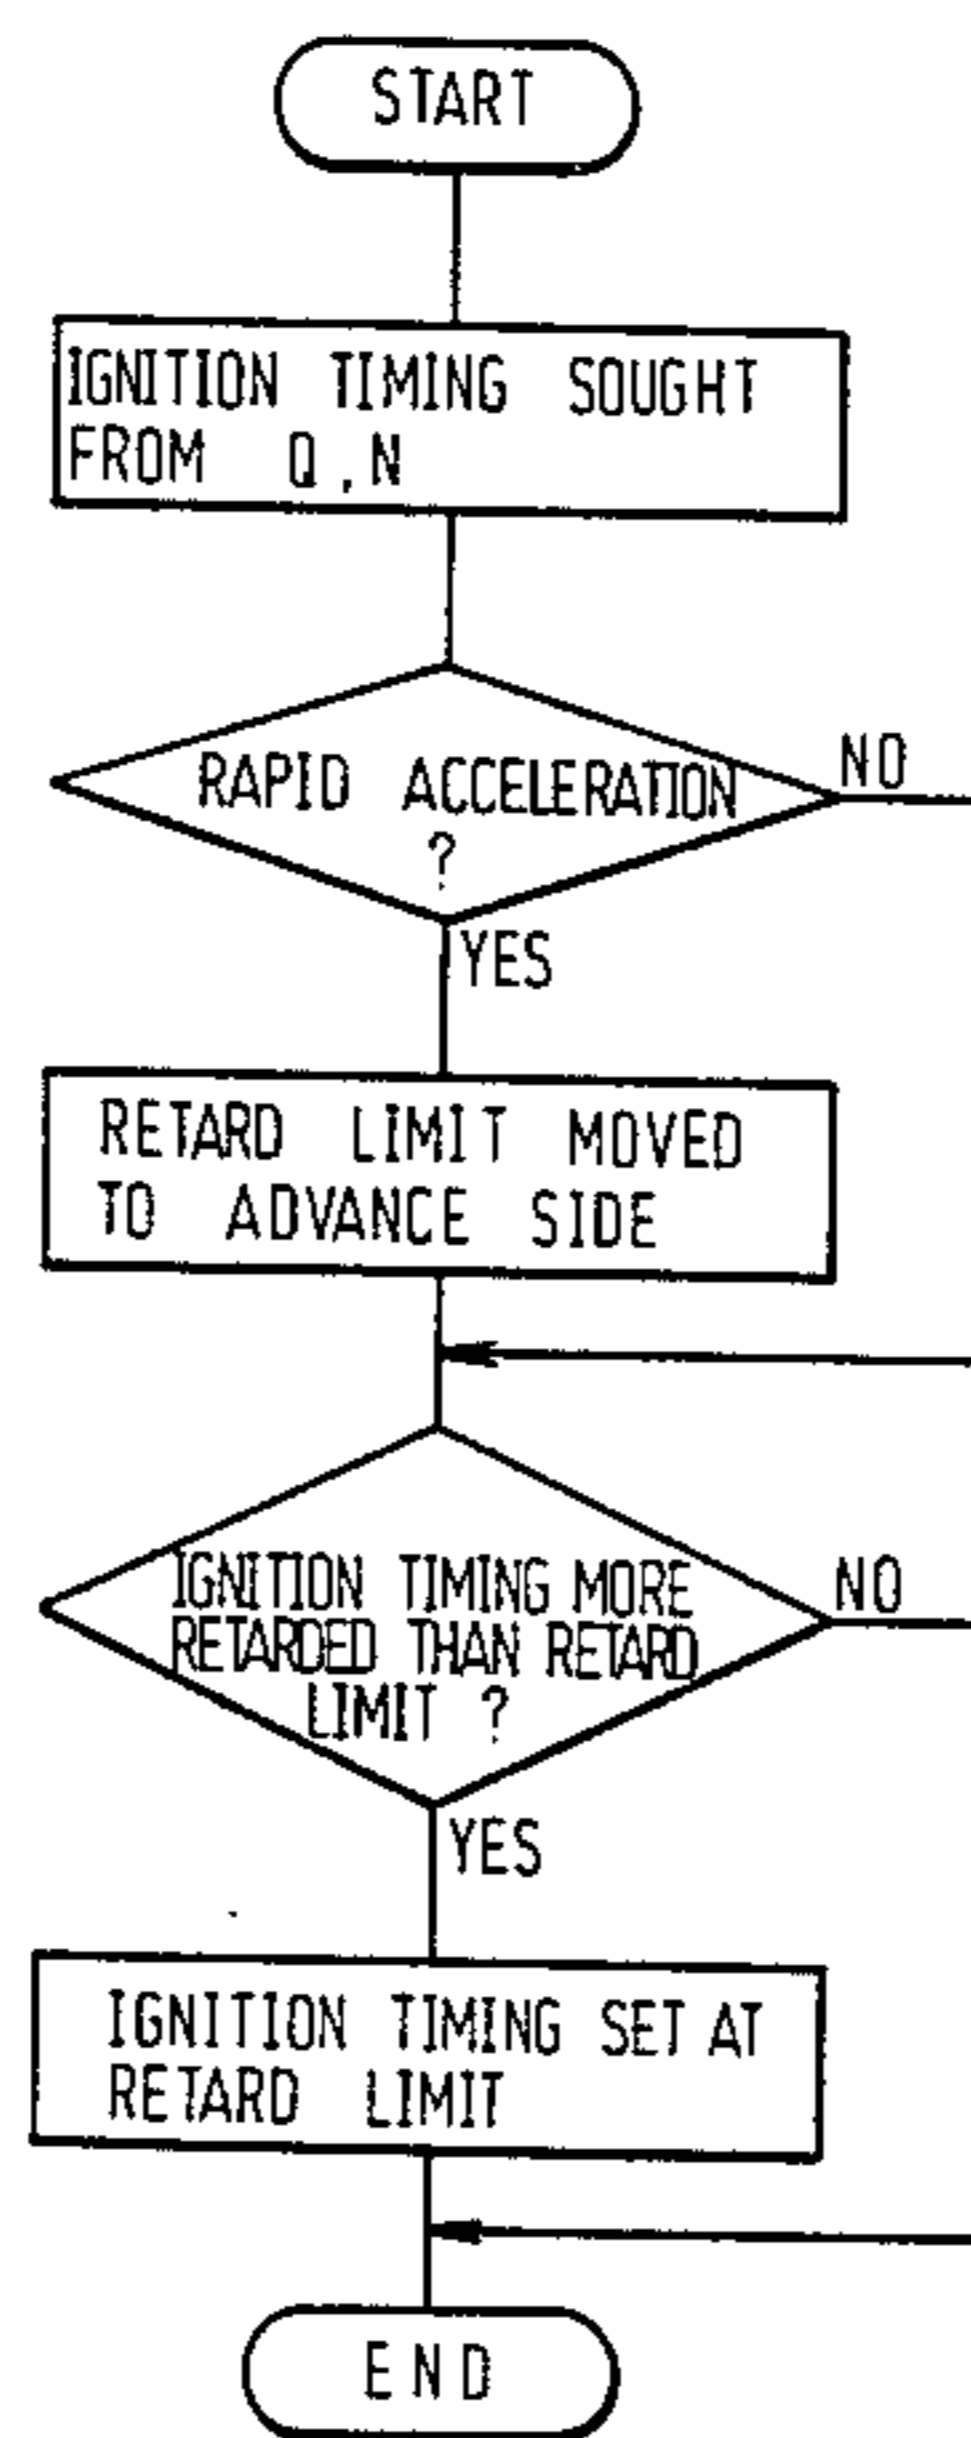 START
IGNITION TIMING SOUGHT
FROM Q, N
RAPID ACCELERATION
?
NO
YES
RETARD LIMIT MOVED
TO ADVANCE SIDE
IGNITION TIMING MORE
RETARDED THAN RETARD
LIMIT ?
NO
YES
IGNITION TIMING SET AT
RETARD LIMIT
END